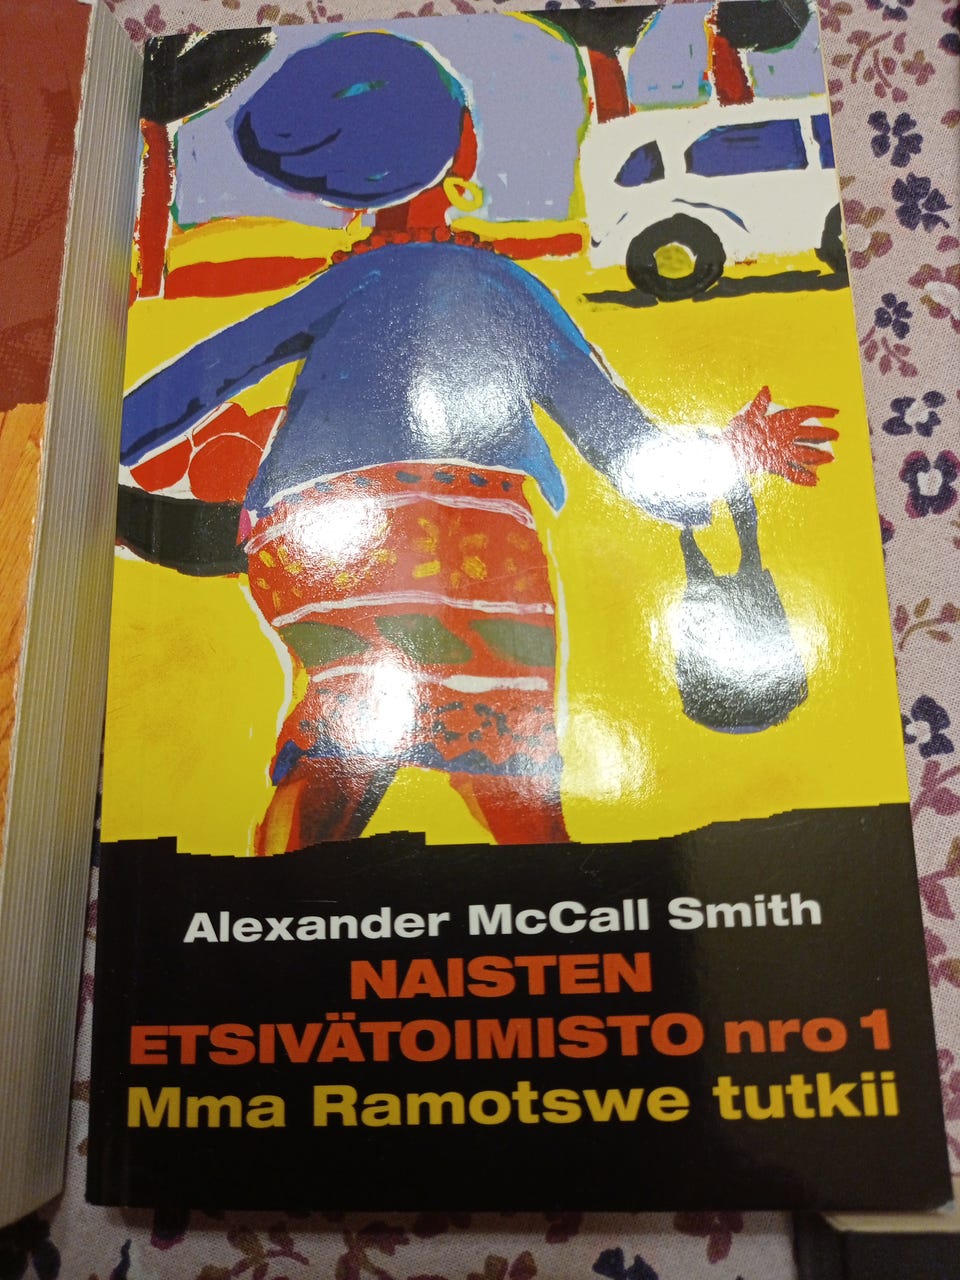 Alexander McCall Smith
NAISTEN
ETSIVÄTOIMISTO nro 1
Mma Ramotswe tutkii